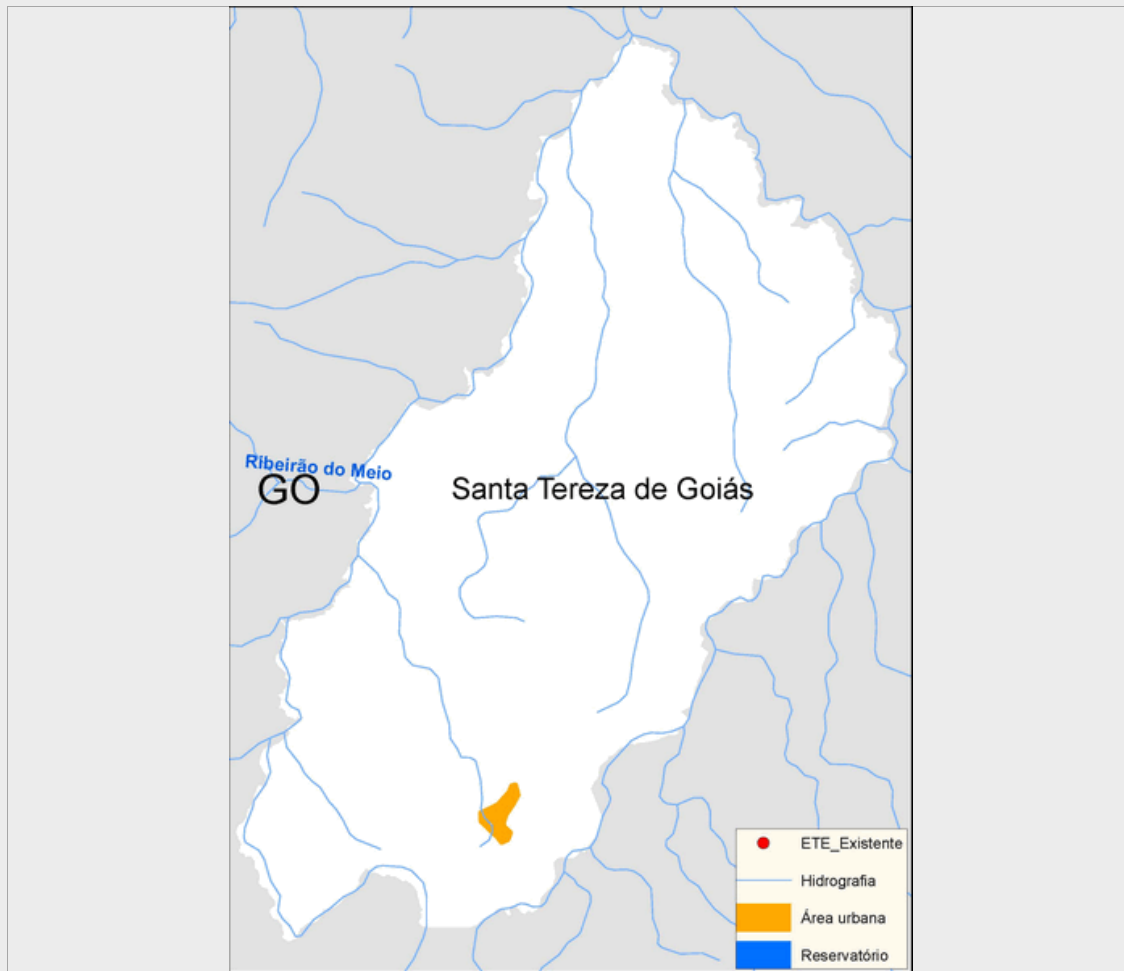 Ribeirão do Meio
GO
Santa Tereza de Goiás
ETE_Existente
Hidrografia
Área urbana
Reservatório